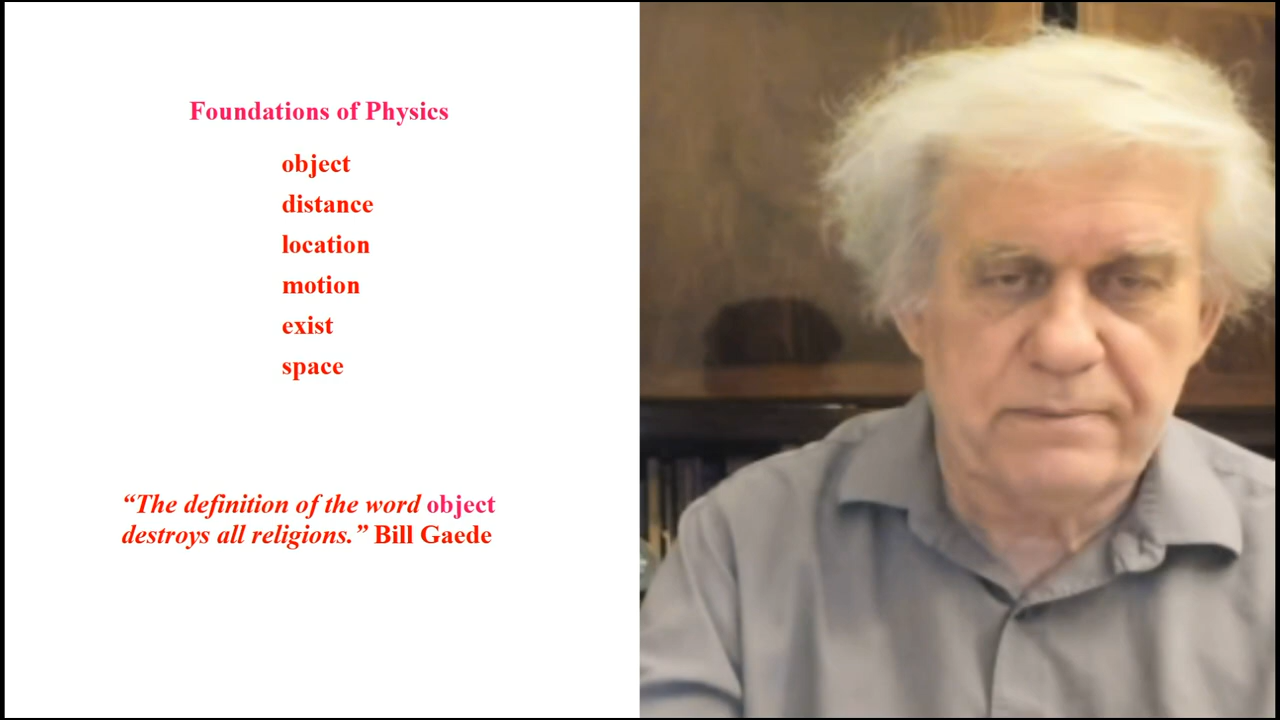 Foundations of Physics
object
distance
location
motion
exist
space
“The definition of the word object
destroys all religions.” Bill Gaede